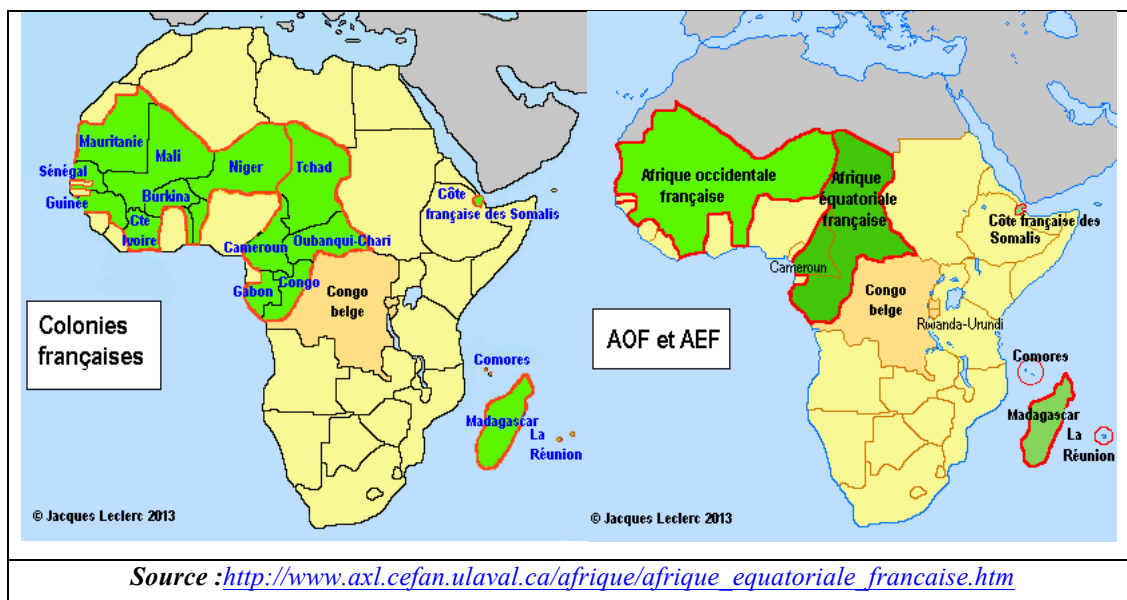 Mauritanie
Mali
Niger
Tchad
Sénégal
Burkina
Guinée
Cte
Ivoire
Côte
française des Somalis
Cameroun
Oubanqui-Chari
Gabon
Congo
Congo
belge
Colonies
françaises
Comores
Madagascar
La
Réunion
© Jacques Leclerc 2013
Afrique occidentale
française
Afrique
équatoriale
française
Côte française des
Somalis
Cameroun
Congo
belge
Rwanda-Urundi
AOF et AEF
Comores
Madagascar
La
Réunion
© Jacques Leclerc 2013
Source :http://www.axl.cefan.ulaval.ca/afrique/afrique_equatoriale_francaise.htm